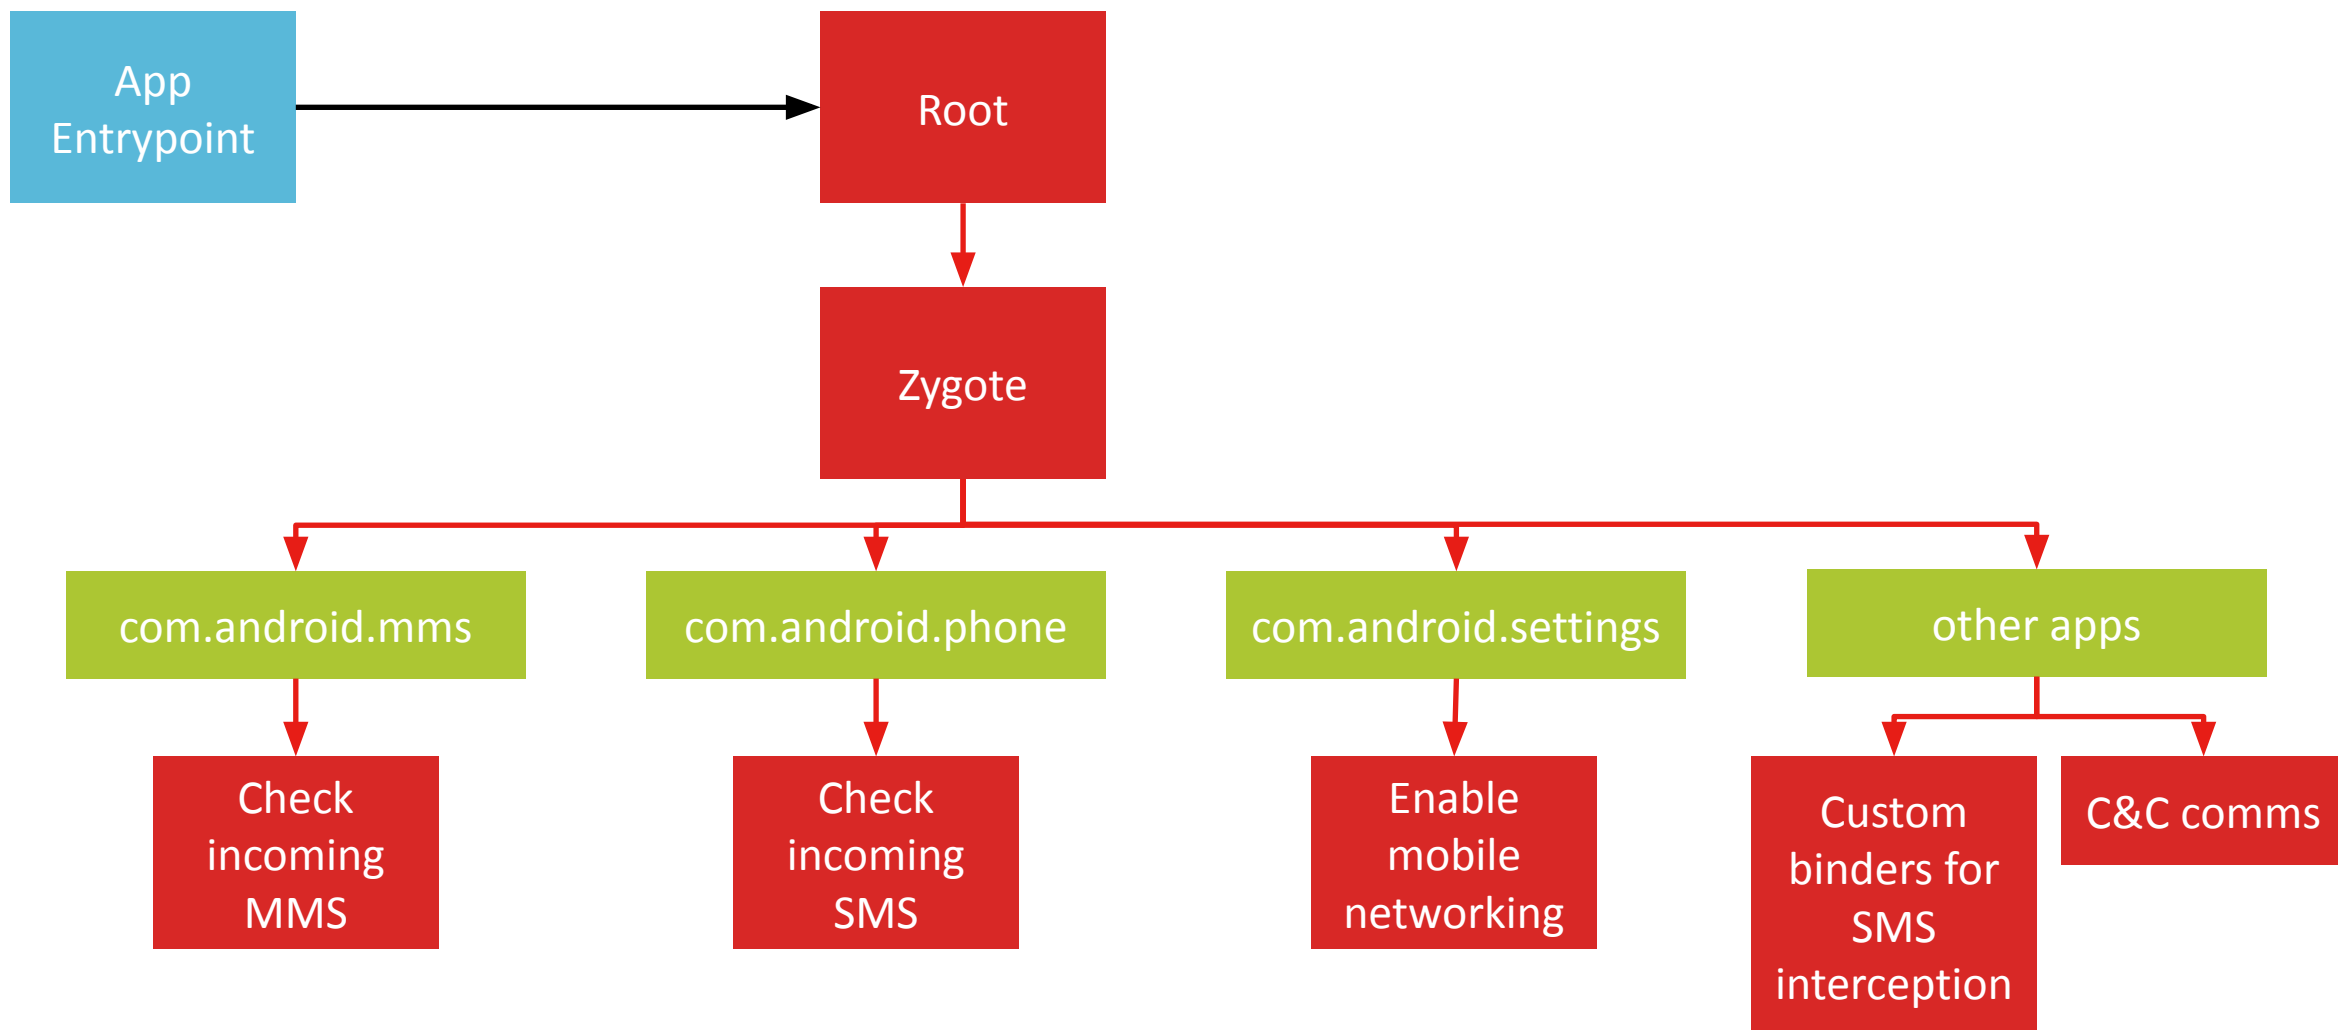 App
Entrypoint
Root
Zygote
com.android.mms
com.android.phone
com.android.settings
other apps
Check
incoming
MMS
Check
incoming
SMS
Enable
mobile
networking
Custom
binders for
SMS
interception
C&C comms